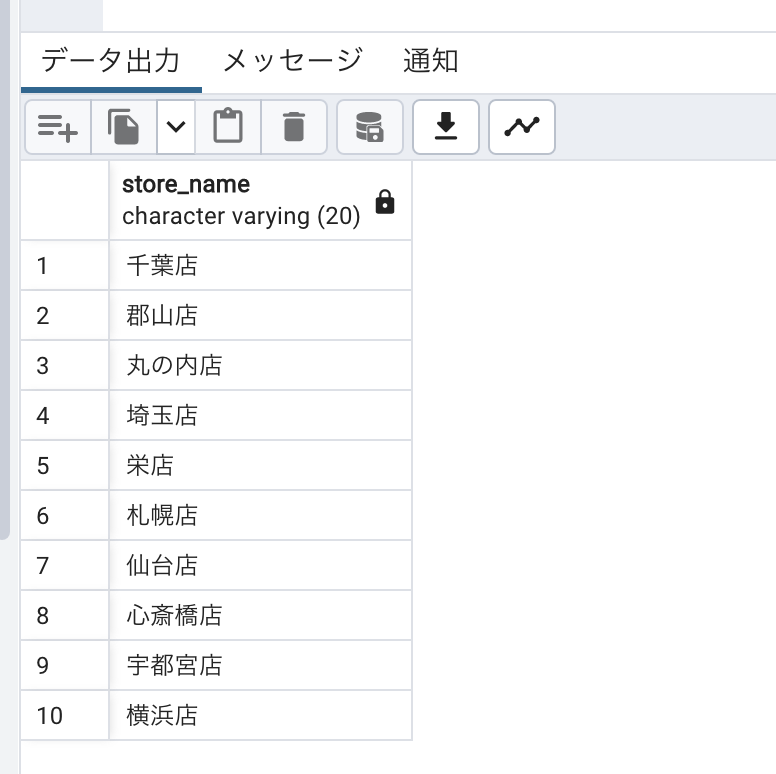 データ出力 メッセージ 通知
store_name
character varying (20)
1 千葉店
2 郡山店
3 丸の内店
4 埼玉店
5 栄店
6 札幌店
7 仙台店
8 心斎橋店
9 宇都宮店
10 横浜店